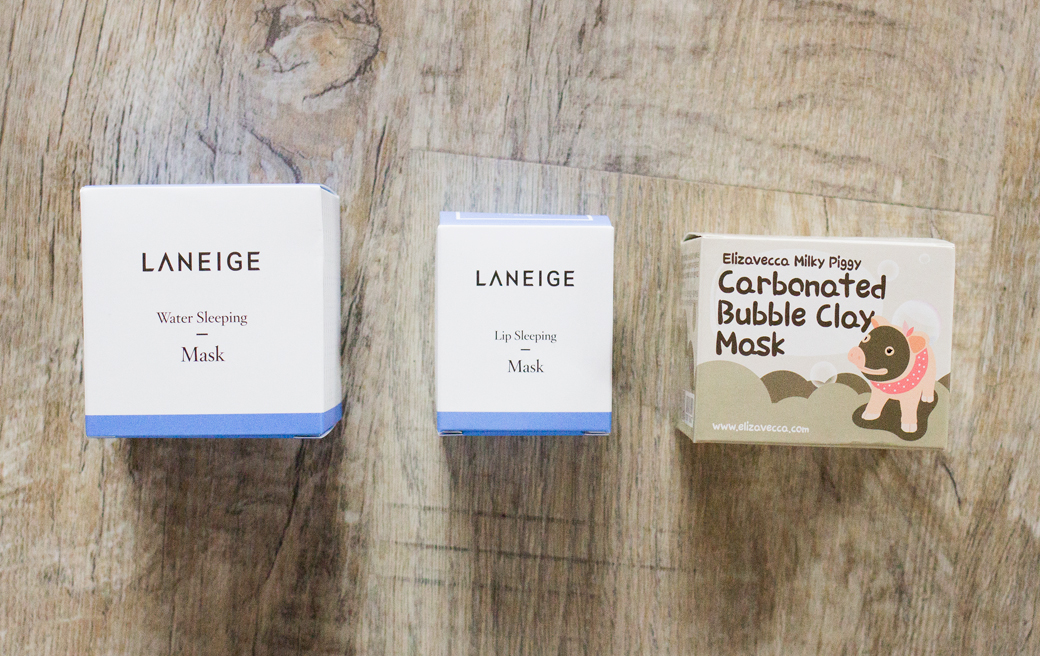 LANEIGE
Water Sleeping
Mask
LANEIGE
Lip Sleeping
Mask
Elizavecca Milky Piggy
Carbonated
Bubble Clay
Mask
www.elizavecca.com